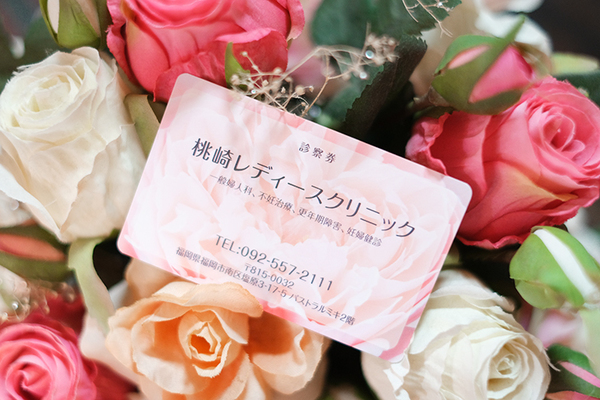 診察券
桃崎レディースクリニック
一般婦人科、不妊治療、更年期障害、妊婦健診
TEL:092-557-2111
〒815-0032
福岡県福岡市南区塩原3-17-5 パストラルミキ2階